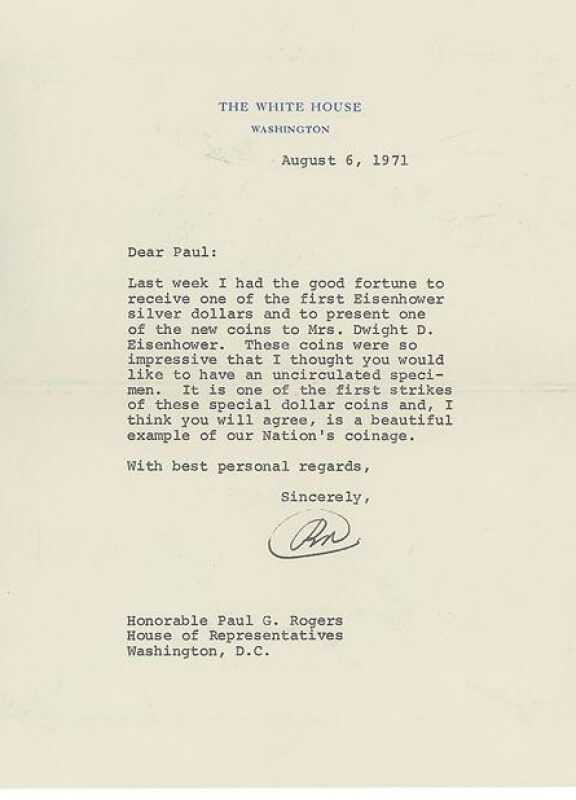 THE WHITE HOUSE
WASHINGTON
August 6, 1971
Dear Paul:
Last week I had the good fortune to
receive one of the first Eisenhower
silver dollars and to present one
of the new coins to Mrs. Dwight D.
Eisenhower.  These coins were so
impressive that I thought you would
like to have an uncirculated speci-
men.  It is one of the first strikes
of these special dollar coins and, I
think you will agree, is a beautiful
example of our Nation's coinage.
With best personal regards,
Sincerely,
RN
Honorable Paul G. Rogers
House of Representatives
Washington, D.C.